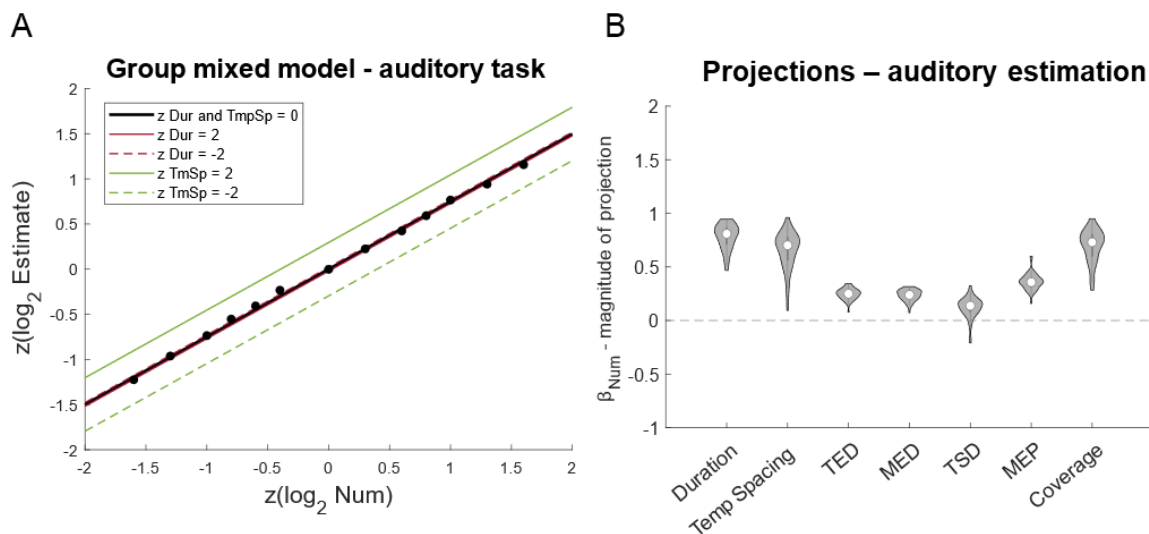 A
Group mixed model - auditory task
z Dur and TmpSp = 0
z Dur = 2
z Dur = -2
z TmSp = 2
z TmSp = -2
2
1.5
1
0.5
0
-0.5
-1
-1.5
-2
z(log2 Estimate)
-2 -1.5 -1 -0.5 0 0.5 1 1.5 2
z(log2 Num)
B
Projections – auditory estimation
2
1.5
1
0.5
0
-0.5
-1
βNum - magnitude of projection
Duration
Temp Spacing
TED
MED
TSD
MEP
Coverage